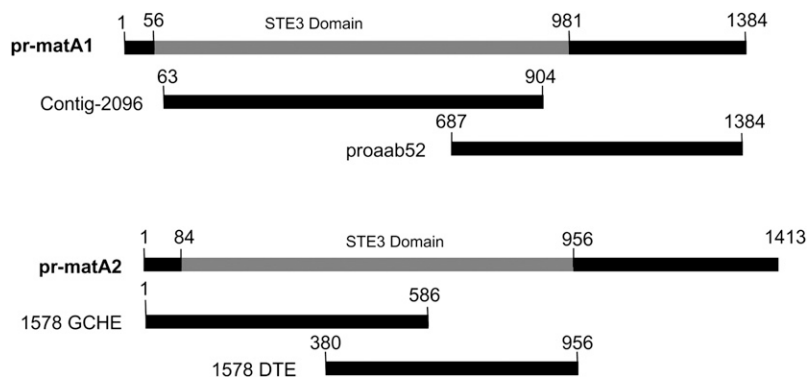 1 56 STE3 Domain 981 1384
pr-matA1
63 904
Contig-2096
687 1384
proaab52
1 84 STE3 Domain 956 1413
pr-matA2
1 586
1578 GCHE
380 956
1578 DTE